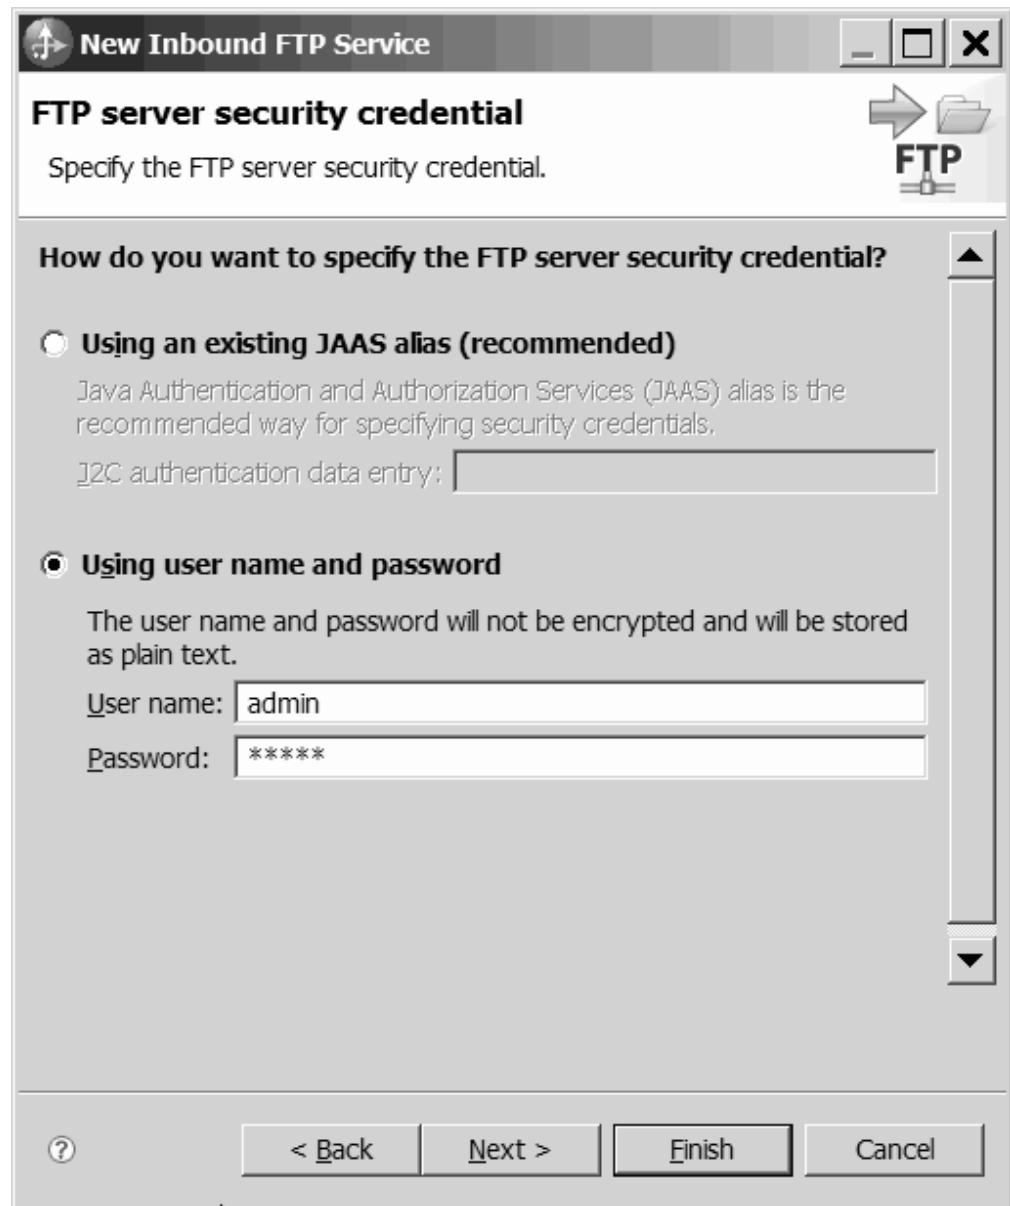 New Inbound FTP Service
FTP server security credential
Specify the FTP server security credential.
FTP
How do you want to specify the FTP server security credential?
Using an existing JAAS alias (recommended)
Java Authentication and Authorization Services (JAAS) alias is the
recommended way for specifying security credentials.
J2C authentication data entry:
Using user name and password
The user name and password will not be encrypted and will be stored
as plain text.
User name: admin
Password: *****
? < Back Next > Finish Cancel